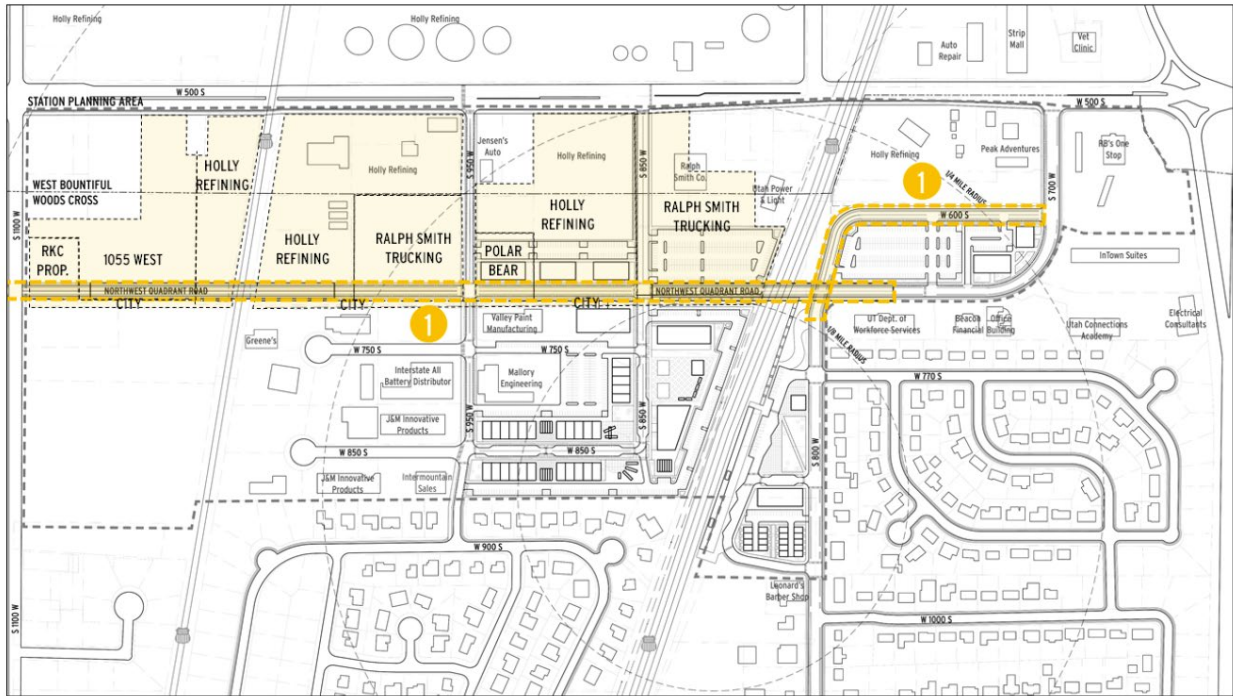 Holly Refining
Holly Refining
Auto
Repair
Strip
Mall
Vet
Clinic
W 500 S
STATION PLANNING AREA
W 500 S
W 500 S
S 950 W
Jensen's
Auto
Holly Refining
S 850 W
Holly Refining
Peak Adventures
RB's One
Stop
HOLLY
REFINING
Holly Refining
Ralph
Smith Co.
Utah Power
& Light
1
1/4 MILE RADIUS
S 700 W
WEST BOUNTIFUL
WOODS CROSS
S 1100 W
HOLLY
REFINING
RALPH SMITH
TRUCKING
W 600 S
RKC
PROP.
1055 WEST
HOLLY
REFINING
RALPH SMITH
TRUCKING
POLAR
BEAR
InTown Suites
NORTHWEST QUADRANT ROAD
NORTHWEST QUADRANT ROAD
CITY
CITY
CITY
1
Greene's
Valley Paint
Manufacturing
UT Dept. of
Workforce Services
Beacon
Financial
Office
Building
Utah Connections
Academy
Electrical
Consultants
1/8 MILE RADIUS
W 750 S
W 750 S
Interstate All
Battery Distributor
Mallory
Engineering
W 770 S
J&M Innovative
Products
S 950 W
S 850 W
S 800 W
W 850 S
W 850 S
J&M Innovative
Products
Intermountain
Sales
W 900 S
Leonard's
Barber Shop
S 1100 W
W 1000 S